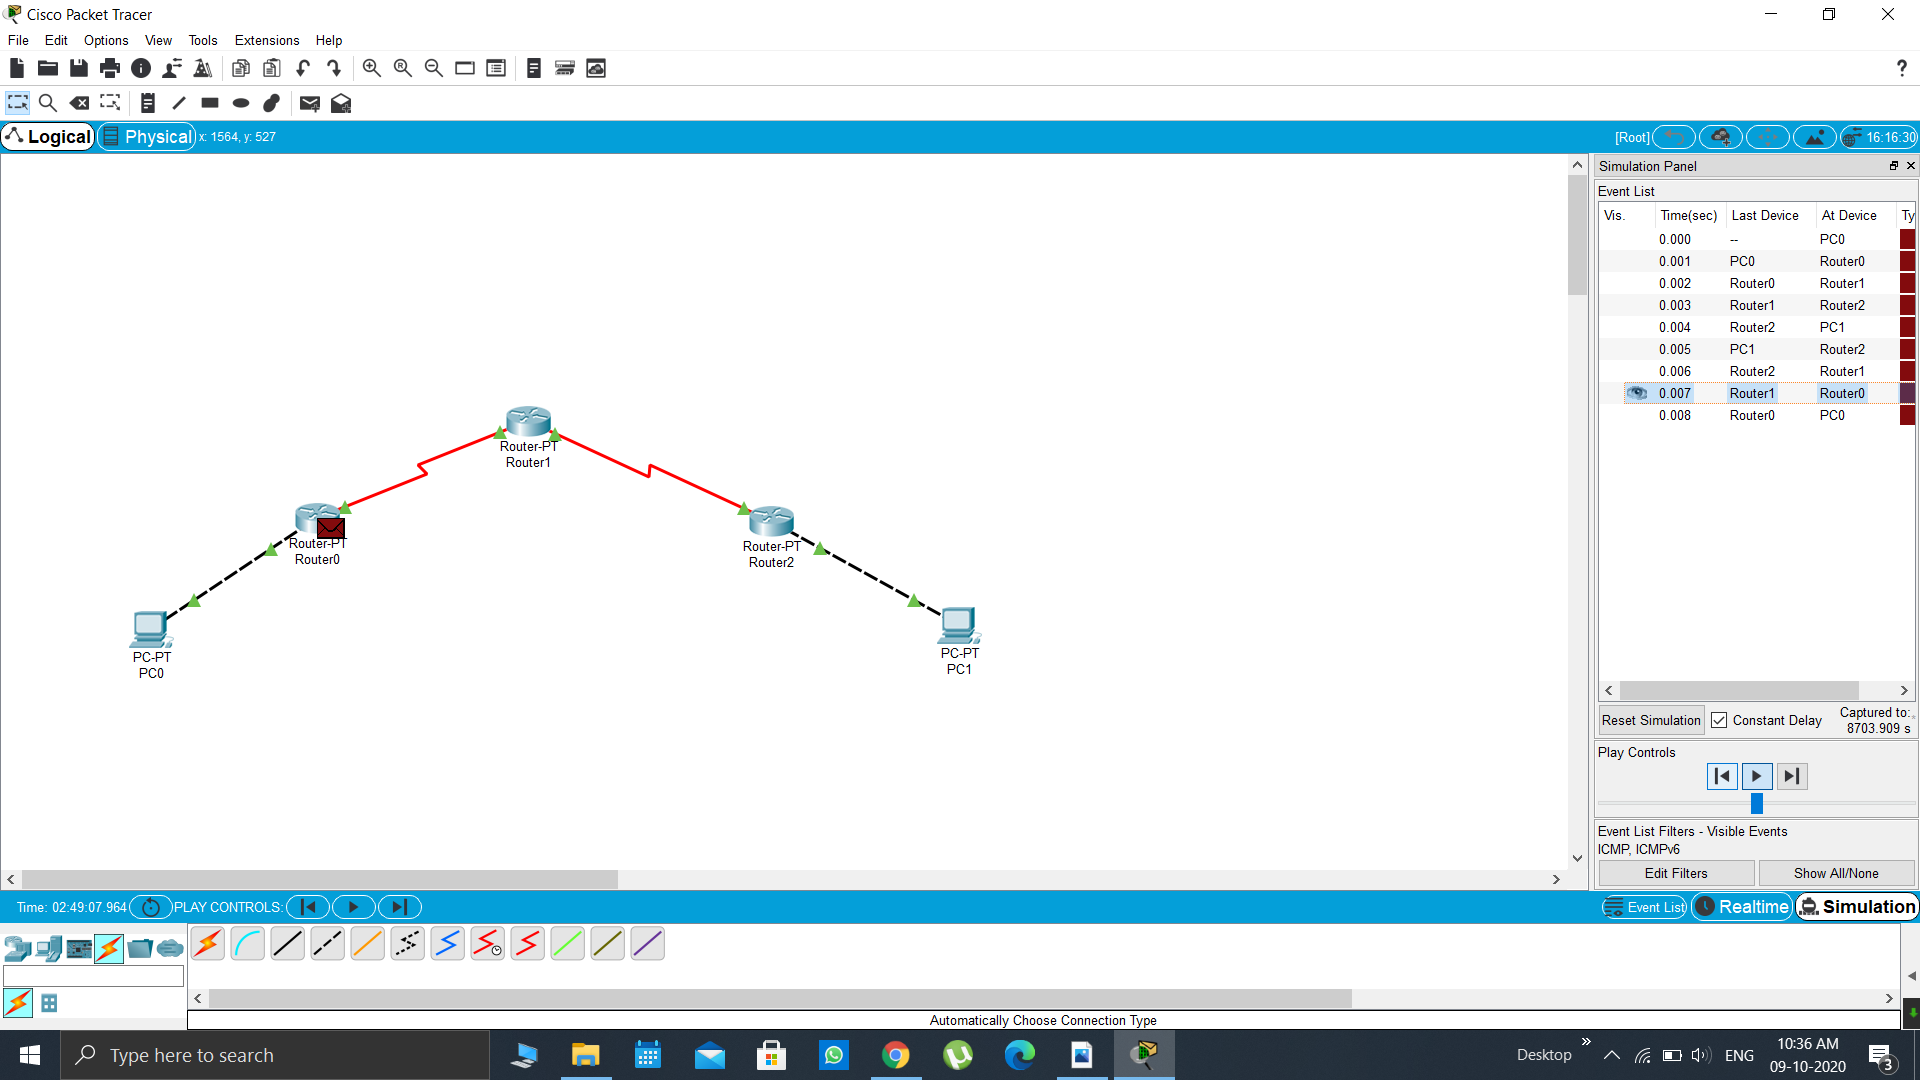 Cisco Packet Tracer
File Edit Options View Tools Extensions Help
?
Logical Physical x: 1564, y: 527 [Root] 16:16:30
Simulation Panel
Event List
Vis. Time(sec) Last Device At Device Ty
0.000 -- PC0
0.001 PC0 Router0
0.002 Router0 Router1
0.003 Router1 Router2
0.004 Router2 PC1
0.005 PC1 Router2
0.006 Router2 Router1
0.007 Router1 Router0
0.008 Router0 PC0
Router-PT
Router1
Router-PT
Router0
Router-PT
Router2
PC-PT
PC0
PC-PT
PC1
Reset Simulation Constant Delay Captured to:
8703.909 s
Play Controls
Event List Filters - Visible Events
ICMP, ICMPv6
Edit Filters Show All/None
Time: 02:49:07.964 PLAY CONTROLS: Event List Realtime Simulation
Automatically Choose Connection Type
Type here to search Desktop ENG 10:36 AM
09-10-2020
3